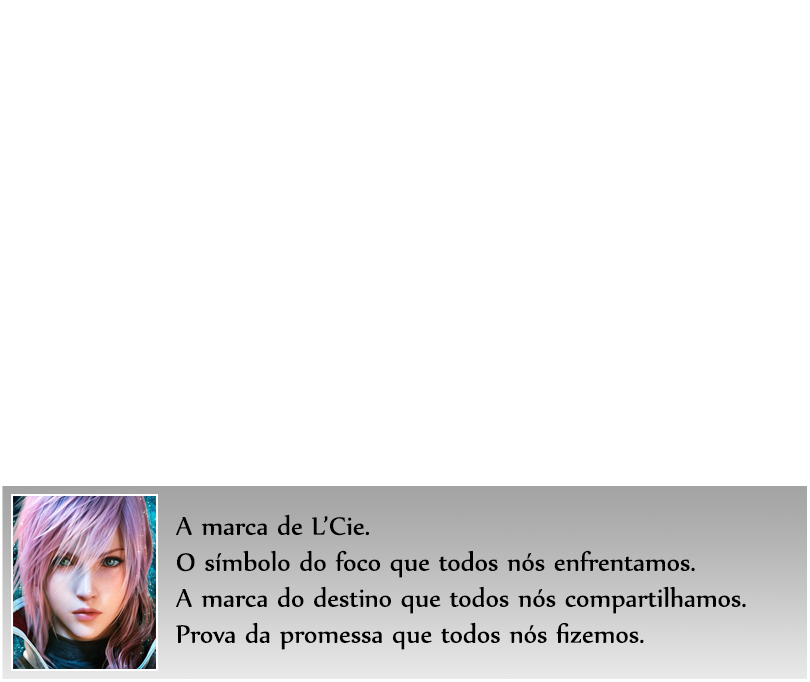 A marca de L'Cie.
O símbolo do foco que todos nós enfrentamos.
A marca do destino que todos nós compartilhamos.
Prova da promessa que todos nós fizemos.